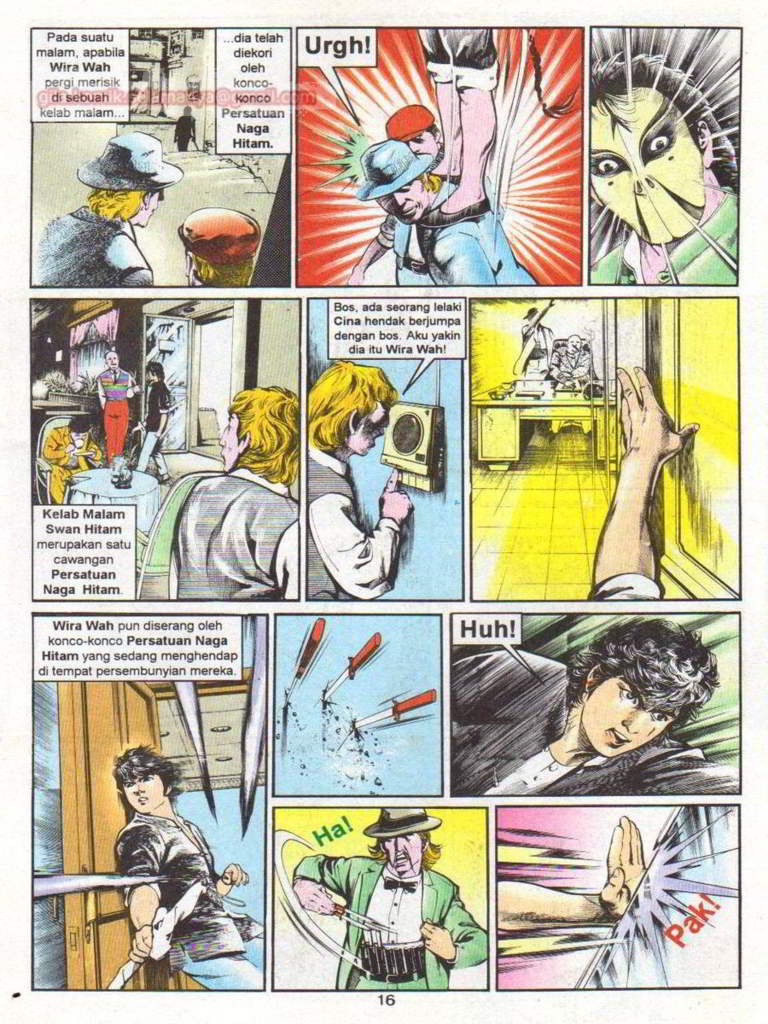 Pada suatu
malam, apabila
Wira Wah
pergi merisik
di sebuah
kelab malam...
...dia telah
diekori
oleh
konco-
konco
Persatuan
Naga
Hitam.
Urgh!
Kelab Malam
Swan Hitam
merupakan satu
cawangan
Persatuan
Naga Hitam.
Bos, ada seorang lelaki
Cina hendak berjumpa
dengan bos. Aku yakin
dia itu Wira Wah!
Wira Wah pun diserang oleh
konco-konco Persatuan Naga
Hitam yang sedang menghendap
di tempat persembunyian mereka.
Huh!
Ha!
Pak!
16